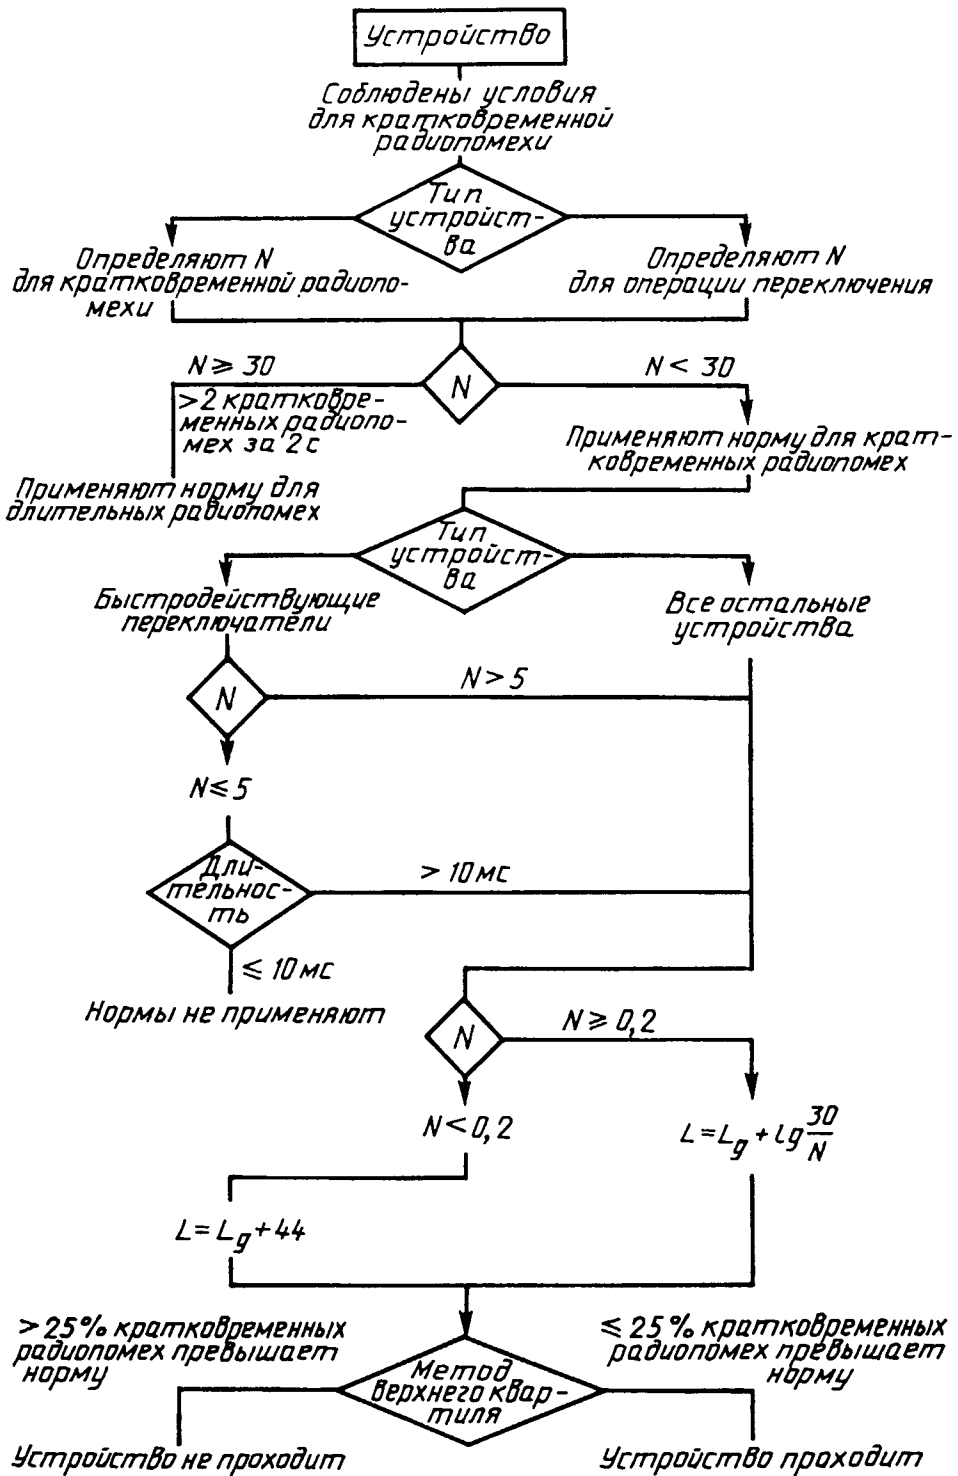 Устройство
Соблюдены условия
для кратковременной
радиопомехи
Тип
устройст-
ва
Определяют N
для кратковременной радиопо-
мехи
Определяют N
для операции переключения
N ≥ 30
N
N < 30
>2 кратковре-
менных радиопо-
мех за 2с
Применяют норму для
длительных радиопомех
Применяют норму для крат-
ковременных радиопомех
Тип
устройст-
ва
Быстродействующие
переключатели
Все остальные
устройства
N
N > 5
N ≤ 5
Дли-
тельнос-
ть
> 10 мс
≤ 10 мс
Нормы не применяют
N
N ≥ 0,2
N < 0,2
L = Lg + lg 30/N
L = Lg + 44
> 25% кратковременных
радиопомех превышает
норму
≤ 25% кратковременных
радиопомех превышает
норму
Метод
верхнего квар-
тиля
Устройство не проходит
Устройство проходит